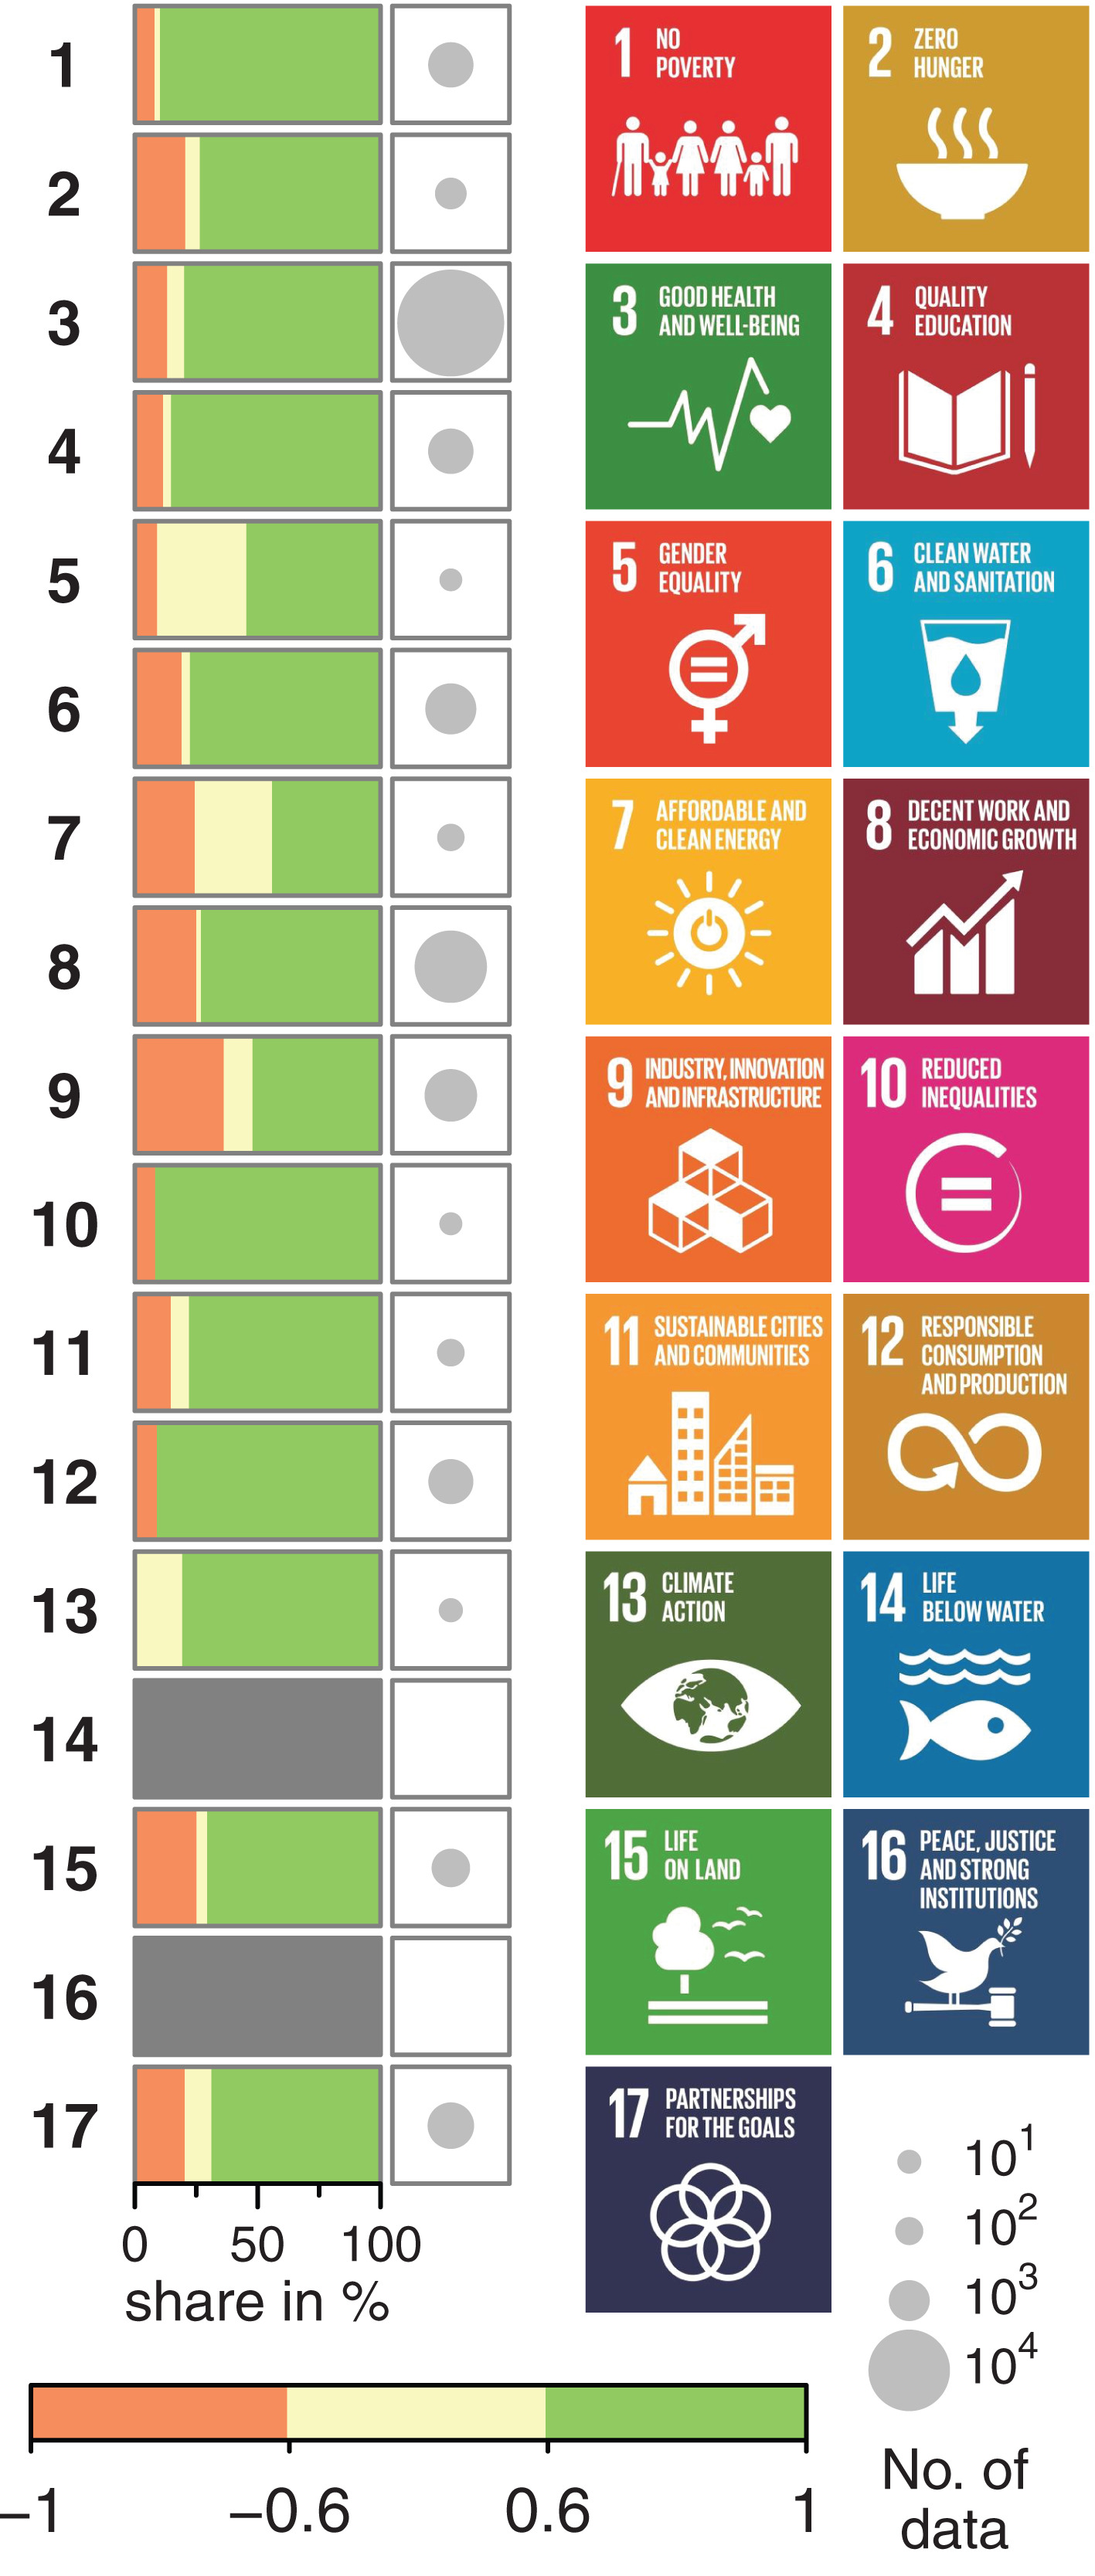 1
2
3
4
5
6
7
8
9
10
11
12
13
14
15
16
17
0 50 100
share in %
–1 –0.6 0.6 1
1 NO
POVERTY
2 ZERO
HUNGER
3 GOOD HEALTH
AND WELL-BEING
4 QUALITY
EDUCATION
5 GENDER
EQUALITY
6 CLEAN WATER
AND SANITATION
7 AFFORDABLE AND
CLEAN ENERGY
8 DECENT WORK AND
ECONOMIC GROWTH
9 INDUSTRY, INNOVATION
AND INFRASTRUCTURE
10 REDUCED
INEQUALITIES
11 SUSTAINABLE CITIES
AND COMMUNITIES
12 RESPONSIBLE
CONSUMPTION
AND PRODUCTION
13 CLIMATE
ACTION
14 LIFE
BELOW WATER
15 LIFE
ON LAND
16 PEACE, JUSTICE
AND STRONG
INSTITUTIONS
17 PARTNERSHIPS
FOR THE GOALS
10¹
10²
10³
10⁴
No. of
data